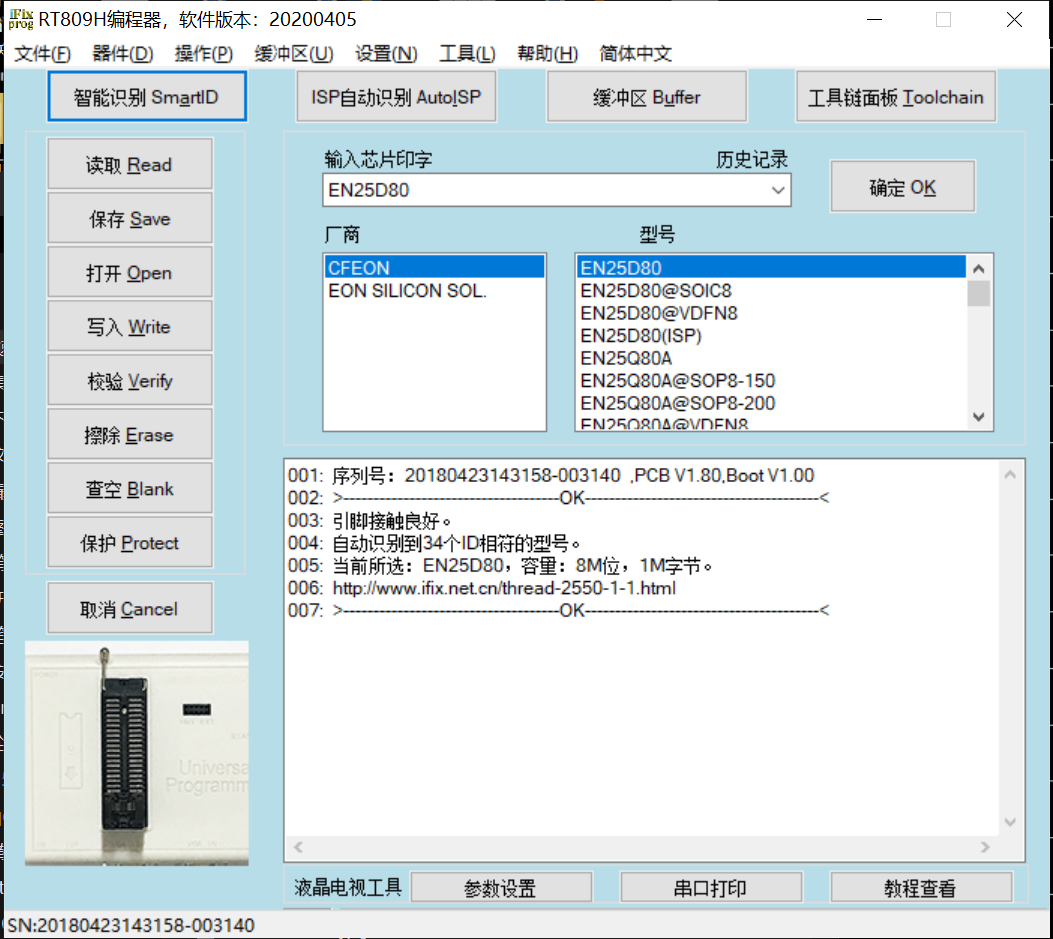 iFix
prog
RT809H编程器，软件版本：20200405
文件(F) 器件(D) 操作(P) 缓冲区(U) 设置(N) 工具(L) 帮助(H) 简体中文
智能识别 SmartID
ISP自动识别 AutoISP
缓冲区 Buffer
工具链面板 Toolchain
读取 Read
保存 Save
打开 Open
写入 Write
校验 Verify
擦除 Erase
查空 Blank
保护 Protect
取消 Cancel
输入芯片印字
历史记录
EN25D80
确定 OK
厂商
型号
CFEON
EON SILICON SOL.
EN25D80
EN25D80@SOIC8
EN25D80@VDFN8
EN25D80(ISP)
EN25Q80A
EN25Q80A@SOP8-150
EN25Q80A@SOP8-200
EN25Q80A@VDFN8
001: 序列号：20180423143158-003140 ,PCB V1.80,Boot V1.00
002: >------------------------------------OK---------------------------------------<
003: 引脚接触良好。
004: 自动识别到34个ID相符的型号。
005: 当前所选：EN25D80，容量：8M位，1M字节。
006: http://www.ifix.net.cn/thread-2550-1-1.html
007: >------------------------------------OK---------------------------------------<
Universa
Programm
液晶电视工具
参数设置
串口打印
教程查看
SN:20180423143158-003140